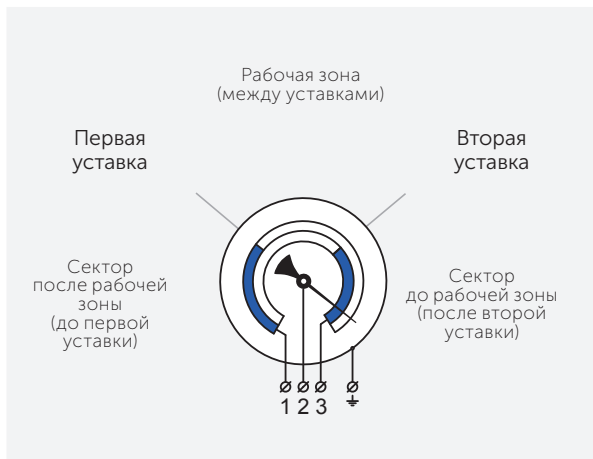 Рабочая зона
(между уставками)
Первая
уставка
Вторая
уставка
Сектор
после рабочей
зоны
(до первой
уставки)
Сектор
до рабочей зоны
(после второй
уставки)
1 2 3